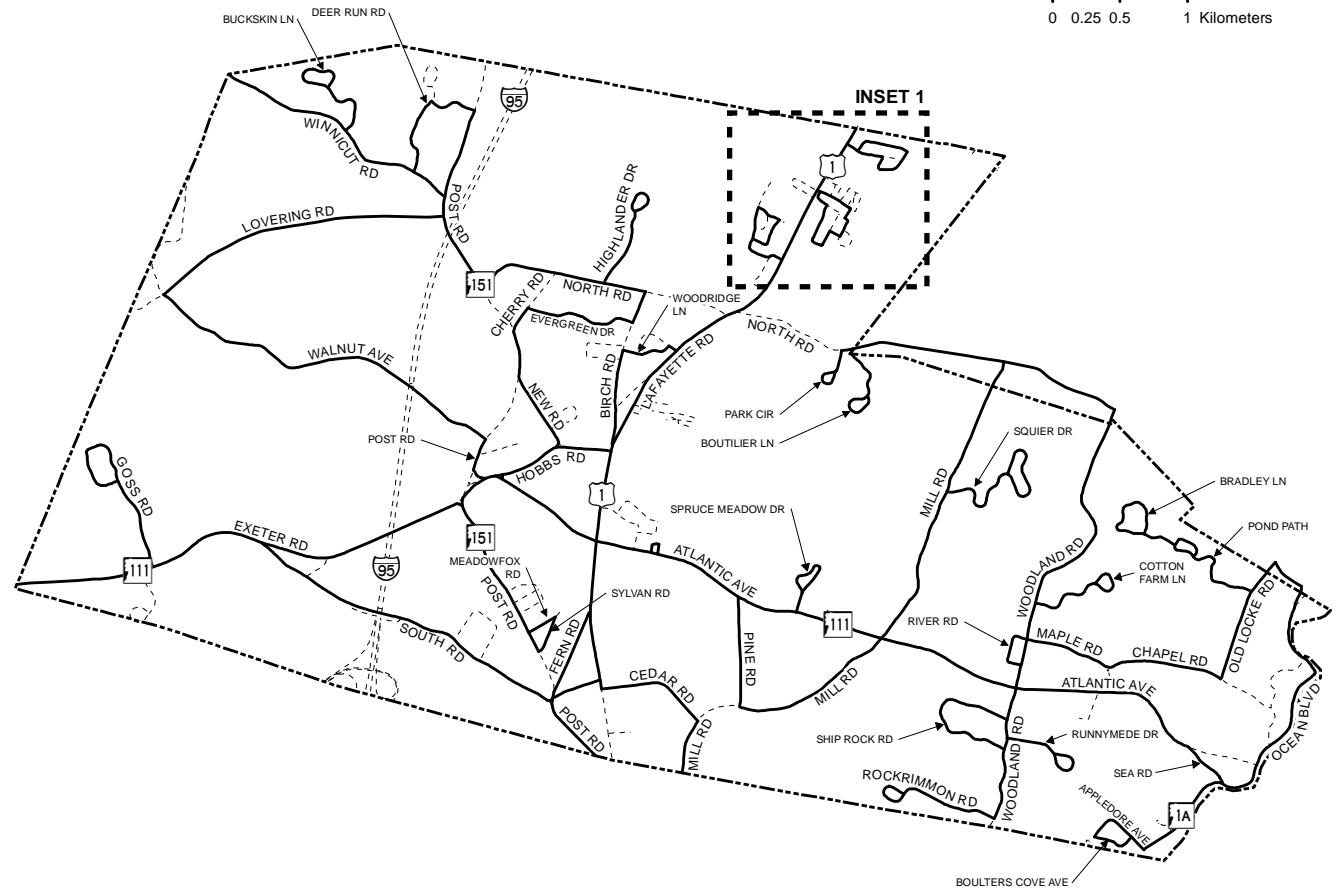 DEER RUN RD
BUCKSKIN LN
0 0.25 0.5 1 Kilometers
95
INSET 1
WINNICUT RD
1
POST RD
LOVERING RD
HIGHLANDER DR
151
NORTH RD
CHERRY RD
WOODRIDGE
LN
EVERGREEN DR
NORTH RD
LAFAYETTE RD
WALNUT AVE
BIRCH RD
NEW RD
PARK CIR
BOUTILIER LN
POST RD
SQUIER DR
HOBBS RD
GOSS RD
MILL RD
BRADLEY LN
1
SPRUCE MEADOW DR
POND PATH
EXETER RD
151
ATLANTIC AVE
WOODLAND RD
MEADOWFOX
RD
95
111
COTTON
FARM LN
POST RD
SYLVAN RD
OLD LOCKE RD
RIVER RD
111
MAPLE RD
SOUTH RD
FERN RD
PINE RD
CHAPEL RD
CEDAR RD
MILL RD
ATLANTIC AVE
OCEAN BLVD
POST RD
MILL RD
SHIP ROCK RD
WOODLAND RD
RUNNYMEDE DR
SEA RD
ROCKRIMMON RD
APPLEDORE AVE
1A
BOULTERS COVE AVE